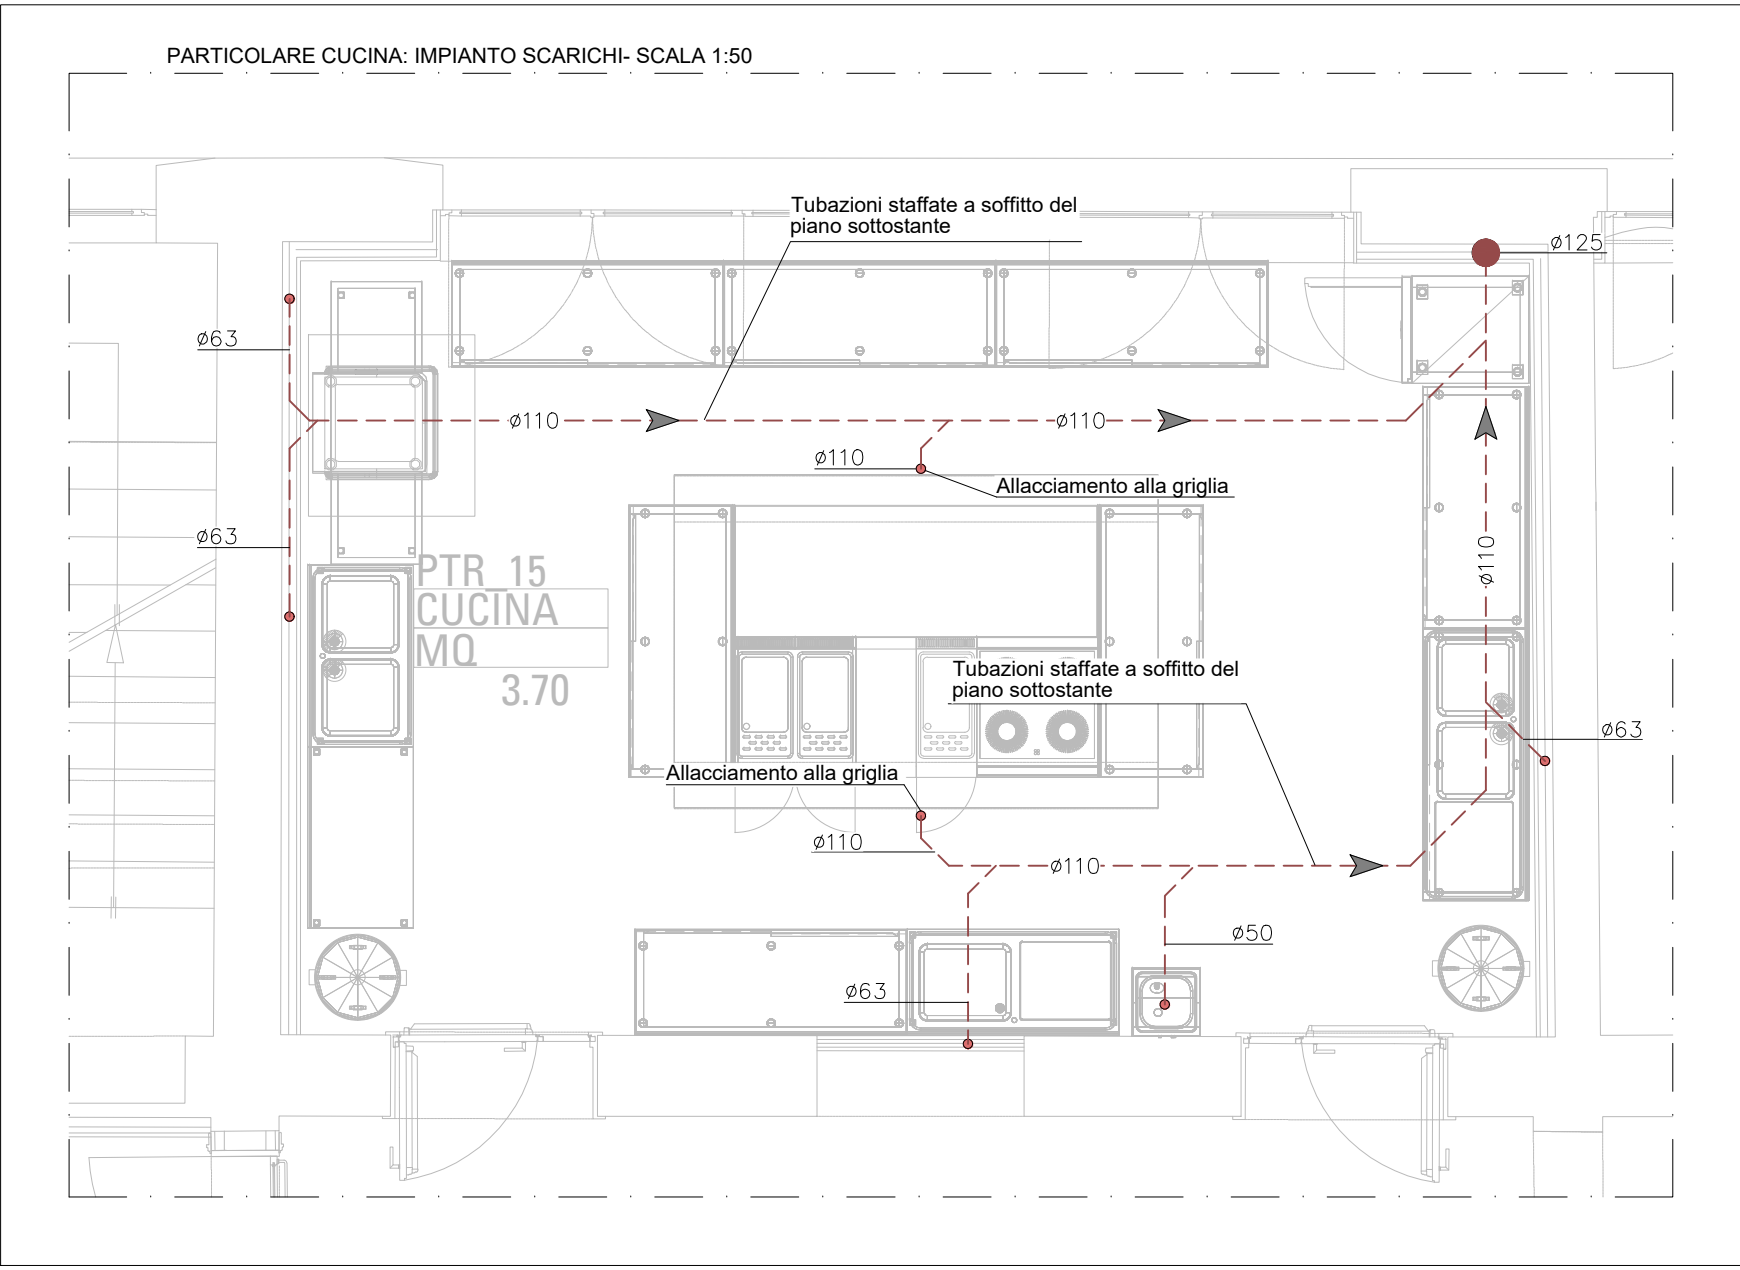 PARTICOLARE CUCINA: IMPIANTO SCARICHI- SCALA 1:50
Tubazioni staffate a soffitto del
piano sottostante
ø125
ø63
ø110
ø110
ø110
Allacciamento alla griglia
ø63
ø110
PTR_15
CUCINA
MQ
3.70
Tubazioni staffate a soffitto del
piano sottostante
ø63
Allacciamento alla griglia
ø110
ø110
ø50
ø63